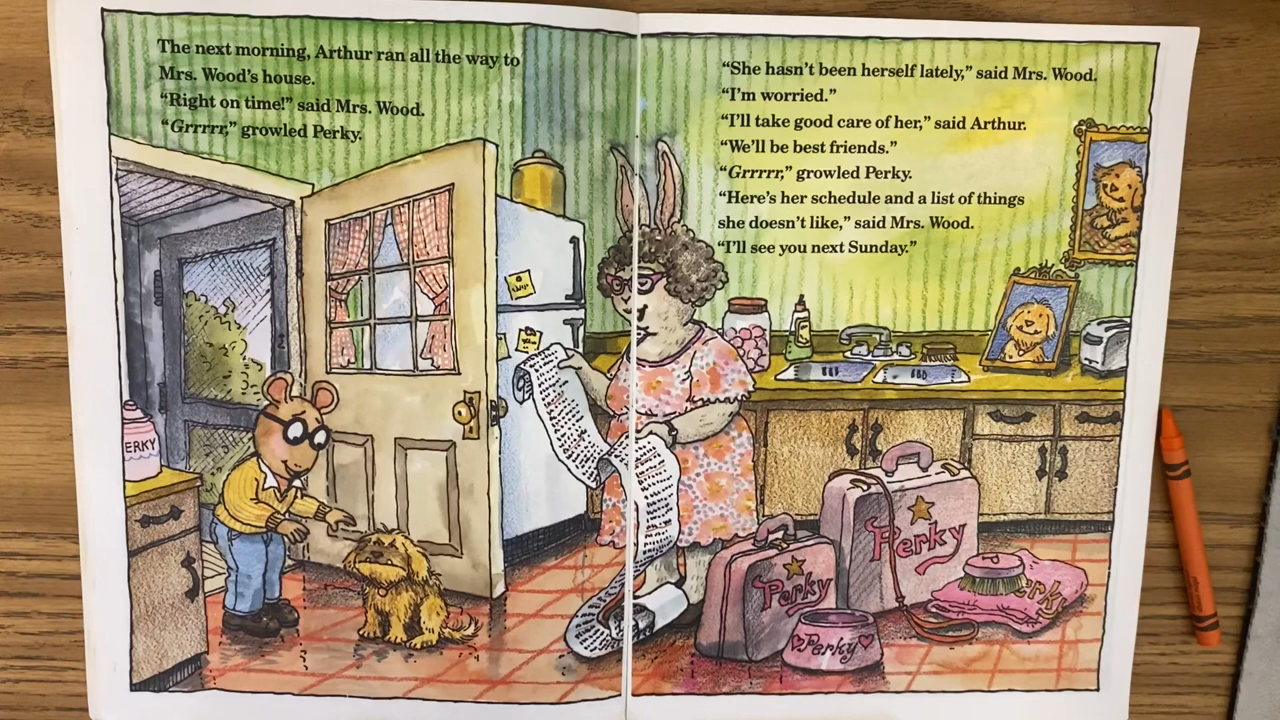 The next morning, Arthur ran all the way to
Mrs. Wood's house.
“Right on time!” said Mrs. Wood.
“Grrrrr,” growled Perky.
“She hasn't been herself lately,” said Mrs. Wood.
“I'm worried.”
“I'll take good care of her,” said Arthur.
“We'll be best friends.”
“Grrrrr,” growled Perky.
“Here's her schedule and a list of things
she doesn't like,” said Mrs. Wood.
“I'll see you next Sunday.”
ERKY
Perky
Perky
Perky
erky